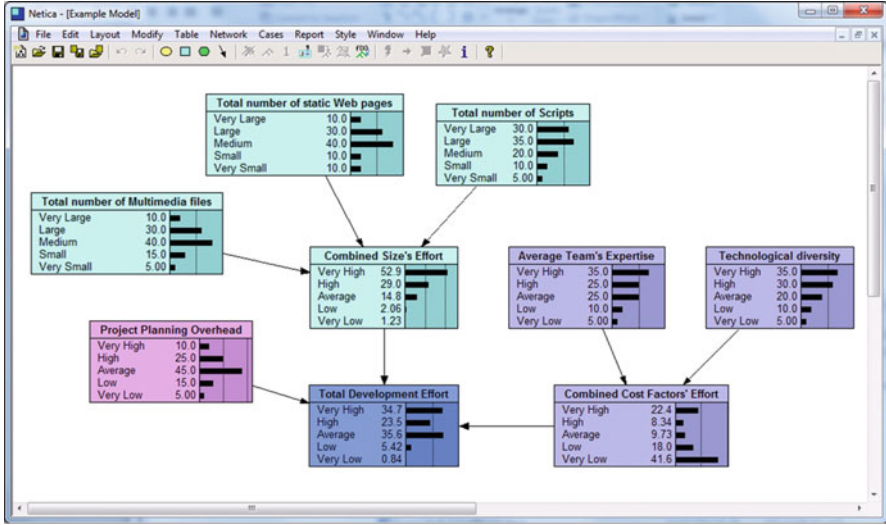 Netica - [Example Model]
File Edit Layout Modify Table Network Cases Report Style Window Help
Total number of static Web pages
Very Large 10.0
Large 30.0
Medium 40.0
Small 10.0
Very Small 10.0
Total number of Scripts
Very Large 30.0
Large 35.0
Medium 20.0
Small 10.0
Very Small 5.00
Total number of Multimedia files
Very Large 10.0
Large 30.0
Medium 40.0
Small 15.0
Very Small 5.00
Combined Size's Effort
Very High 52.9
High 29.0
Average 14.8
Low 2.06
Very Low 1.23
Average Team's Expertise
Very High 35.0
High 25.0
Average 25.0
Low 10.0
Very Low 5.00
Technological diversity
Very High 35.0
High 30.0
Average 20.0
Low 10.0
Very Low 5.00
Project Planning Overhead
Very High 10.0
High 25.0
Average 45.0
Low 15.0
Very Low 5.00
Total Development Effort
Very High 34.7
High 23.5
Average 35.6
Low 5.42
Very Low 0.84
Combined Cost Factors' Effort
Very High 22.4
High 8.34
Average 9.73
Low 18.0
Very Low 41.6